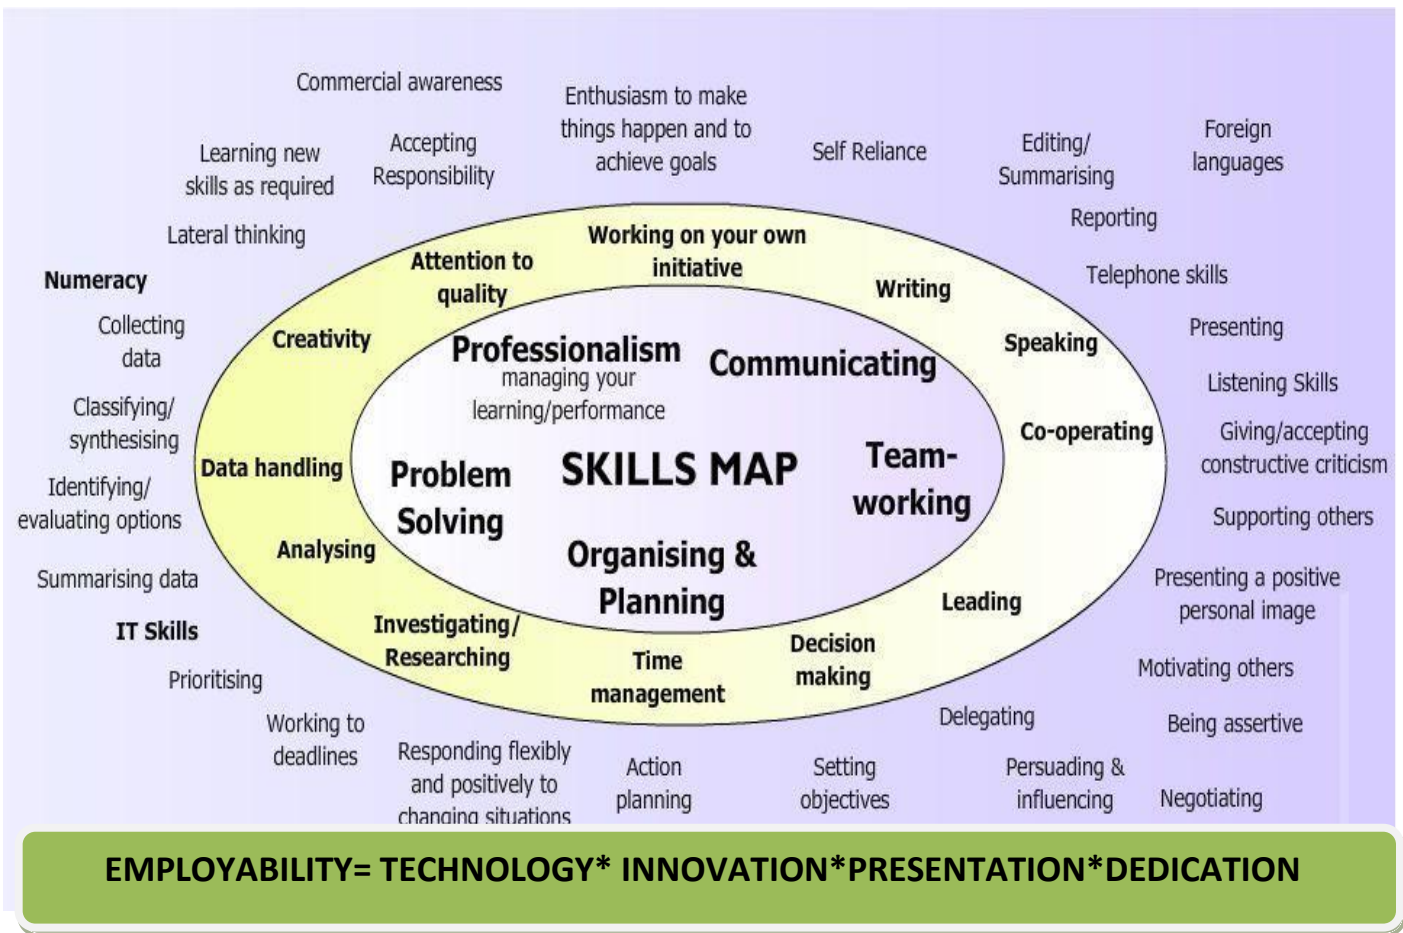 Commercial awareness
Enthusiasm to make
things happen and to
achieve goals
Learning new
skills as required
Accepting
Responsibility
Self Reliance
Editing/
Summarising
Foreign
languages
Lateral thinking
Reporting
Numeracy
Telephone skills
Collecting
data
Presenting
Classifying/
synthesising
Listening Skills
Giving/accepting
constructive criticism
Identifying/
evaluating options
Supporting others
Summarising data
Presenting a positive
personal image
IT Skills
Motivating others
Prioritising
Being assertive
Working to
deadlines
Delegating
Responding flexibly
and positively to
changing situations
Action
planning
Setting
objectives
Persuading &
influencing
Negotiating
Working on your own
initiative
Attention to
quality
Writing
Creativity
Speaking
Data handling
Co-operating
Analysing
Leading
Investigating/
Researching
Time
management
Decision
making
Professionalism
managing your
learning/performance
Communicating
Problem
Solving
SKILLS MAP
Team-
working
Organising &
Planning
EMPLOYABILITY= TECHNOLOGY* INNOVATION*PRESENTATION*DEDICATION